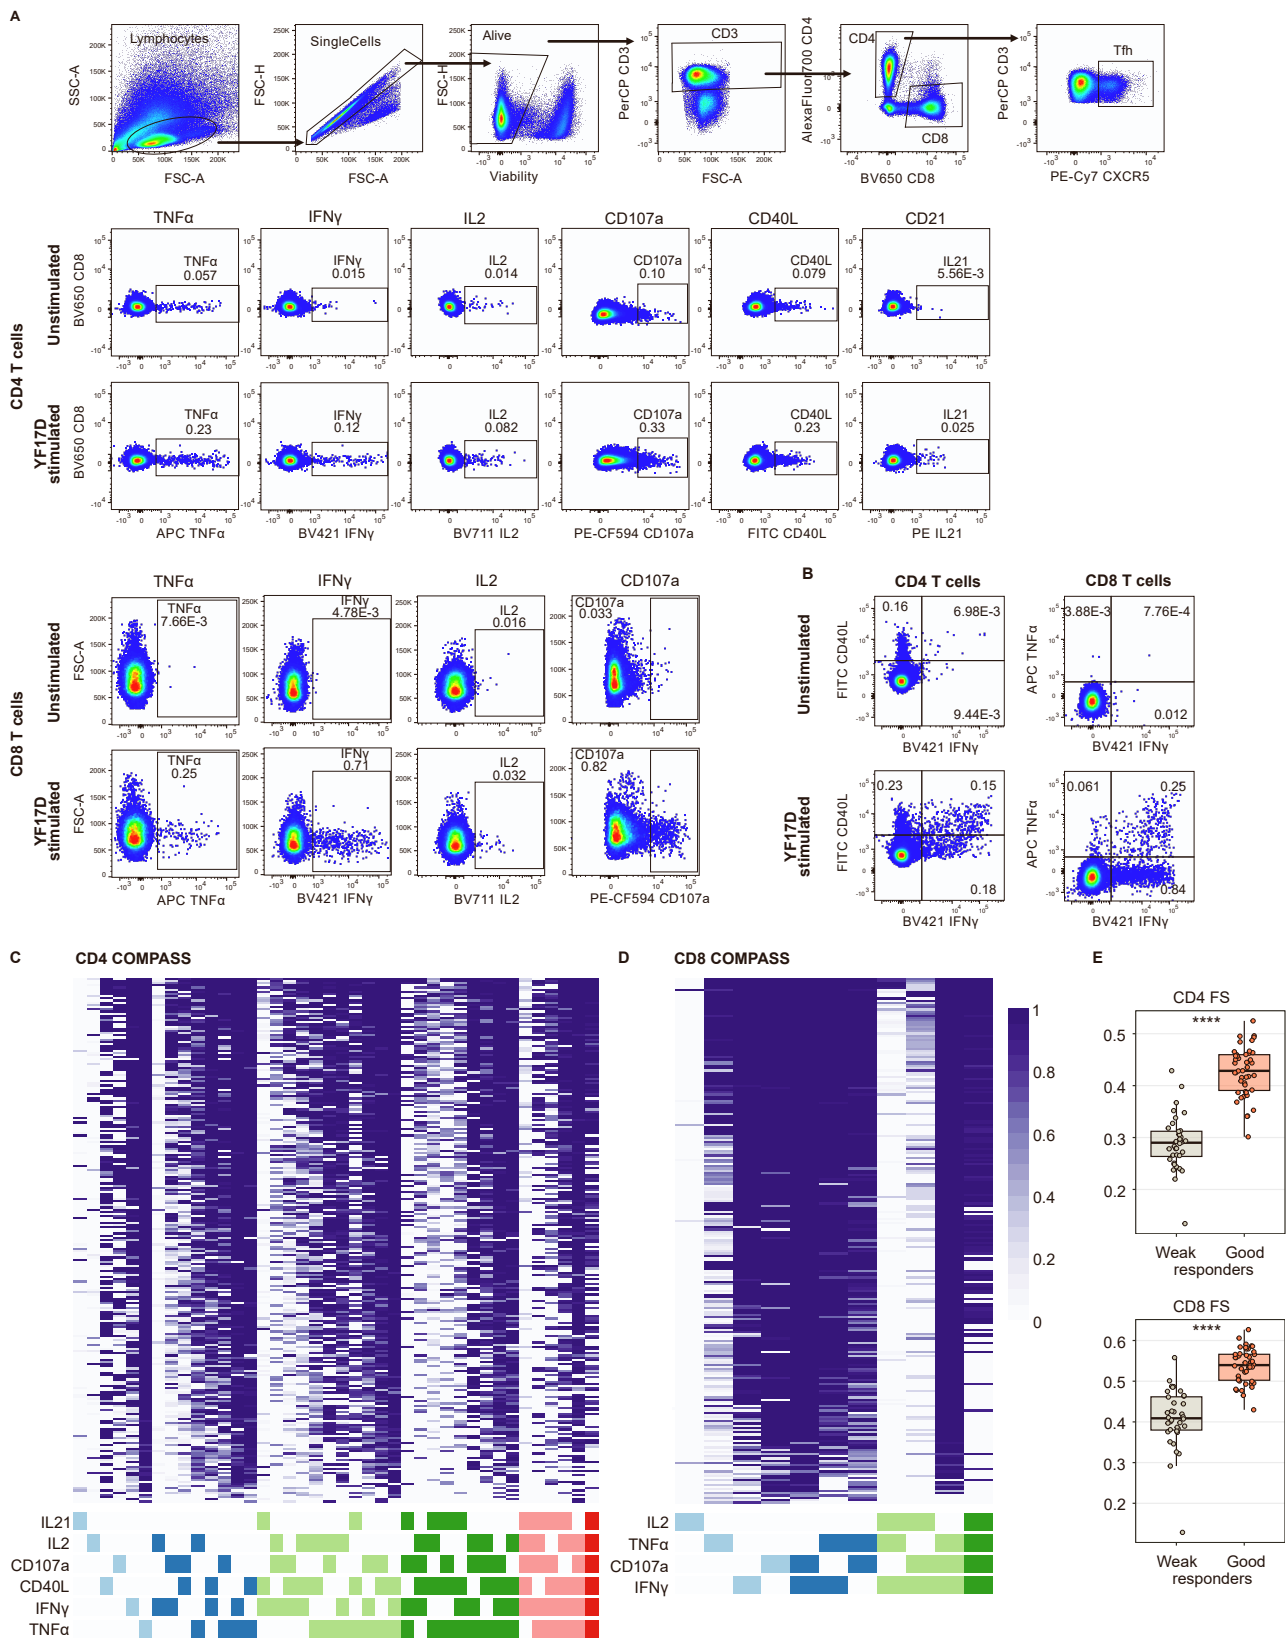 A
Lymphocytes
SingleCells
Alive
CD3
CD4
CD8
Tfh
SSC-A
FSC-H
FSC-H
PerCP CD3
AlexaFluor700 CD4
PerCP CD3
200K
150K
100K
50K
0
0 50K 100K 150K 200K
FSC-A
FSC-A
Viability
FSC-A
BV650 CD8
PE-Cy7 CXCR5
TNFα IFNγ IL2 CD107a CD40L CD21
CD4 T cells
Unstimulated
BV650 CD8
TNFα
0.057
IFNγ
0.015
IL2
0.014
CD107a
0.10
CD40L
0.079
IL21
5.56E-3
YF17D
stimulated
BV650 CD8
TNFα
0.23
IFNγ
0.12
IL2
0.082
CD107a
0.33
CD40L
0.23
IL21
0.025
APC TNFα
BV421 IFNγ
BV711 IL2
PE-CF594 CD107a
FITC CD40L
PE IL21
TNFα IFNγ IL2 CD107a
CD8 T cells
Unstimulated
FSC-A
TNFα
7.66E-3
IFNγ
4.78E-3
IL2
0.016
CD107a
0.033
YF17D
stimulated
FSC-A
TNFα
0.25
IFNγ
0.71
IL2
0.032
CD107a
0.82
APC TNFα
BV421 IFNγ
BV711 IL2
PE-CF594 CD107a
B
CD4 T cells
CD8 T cells
Unstimulated
FITC CD40L
0.16
6.98E-3
9.44E-3
BV421 IFNγ
APC TNFα
3.88E-3
7.76E-4
0.012
BV421 IFNγ
YF17D
stimulated
FITC CD40L
0.23
0.15
0.18
BV421 IFNγ
APC TNFα
0.061
0.25
0.84
BV421 IFNγ
C
CD4 COMPASS
IL21
IL2
CD107a
CD40L
IFNγ
TNFα
D
CD8 COMPASS
1
0.8
0.6
0.4
0.2
0
IL2
TNFα
CD107a
IFNγ
E
CD4 FS
****
0.5
0.4
0.3
0.2
Weak Good
responders
CD8 FS
****
0.6
0.5
0.4
0.3
0.2
Weak Good
responders